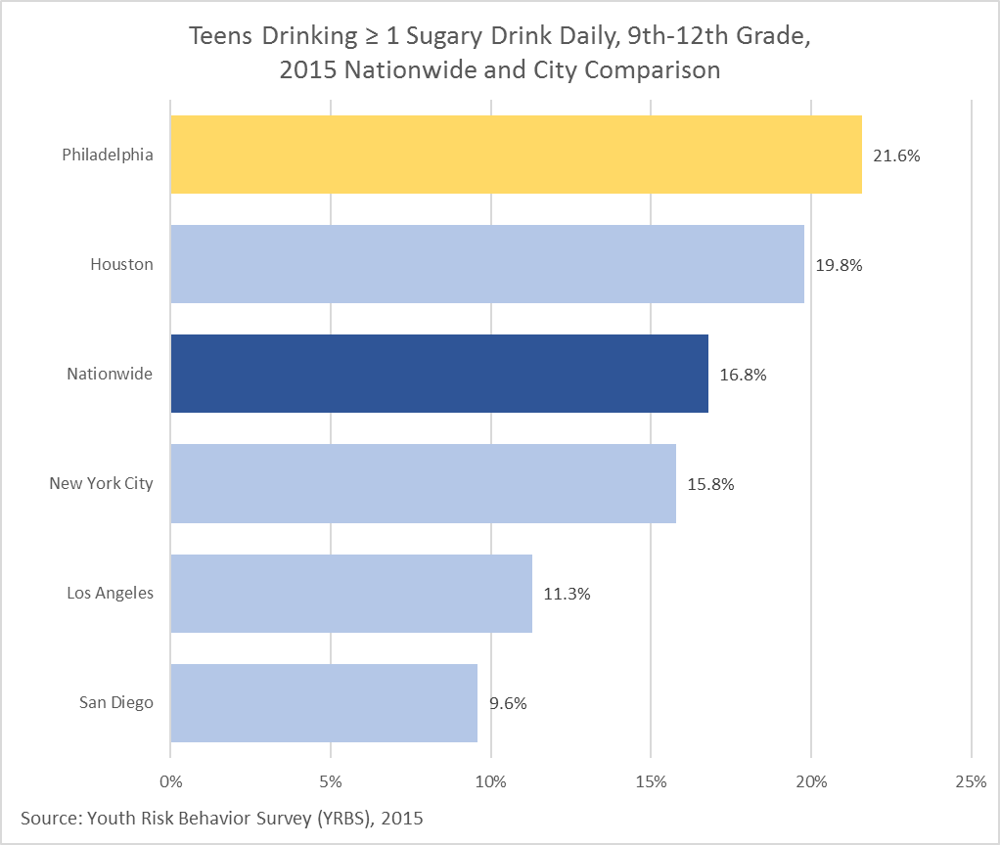 Teens Drinking ≥ 1 Sugary Drink Daily, 9th-12th Grade,
2015 Nationwide and City Comparison
Philadelphia
21.6%
Houston
19.8%
Nationwide
16.8%
New York City
15.8%
Los Angeles
11.3%
San Diego
9.6%
0% 5% 10% 15% 20% 25%
Source: Youth Risk Behavior Survey (YRBS), 2015